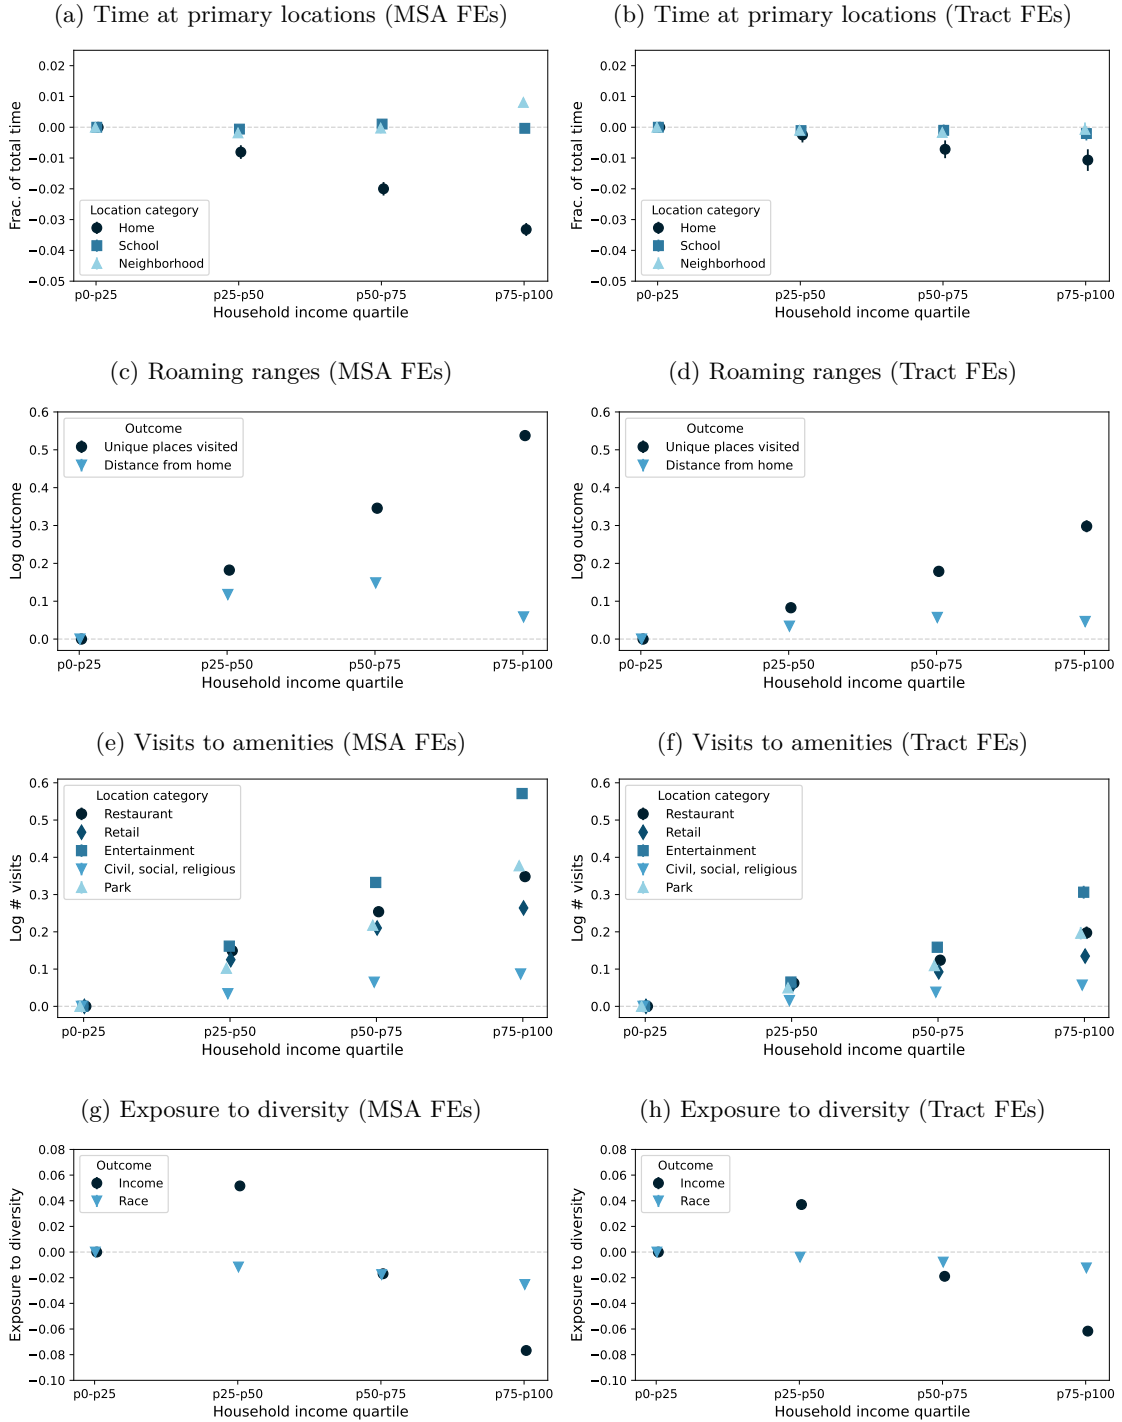 (a) Time at primary locations (MSA FEs)
0.02
0.01
0.00
−0.01
−0.02
−0.03
−0.04
−0.05
Frac. of total time
Location category
Home
School
Neighborhood
p0-p25
p25-p50
p50-p75
p75-p100
Household income quartile
(b) Time at primary locations (Tract FEs)
0.02
0.01
0.00
−0.01
−0.02
−0.03
−0.04
−0.05
Frac. of total time
Location category
Home
School
Neighborhood
p0-p25
p25-p50
p50-p75
p75-p100
Household income quartile
(c) Roaming ranges (MSA FEs)
0.6
0.5
0.4
0.3
0.2
0.1
0.0
Log outcome
Outcome
Unique places visited
Distance from home
p0-p25
p25-p50
p50-p75
p75-p100
Household income quartile
(d) Roaming ranges (Tract FEs)
0.6
0.5
0.4
0.3
0.2
0.1
0.0
Log outcome
Outcome
Unique places visited
Distance from home
p0-p25
p25-p50
p50-p75
p75-p100
Household income quartile
(e) Visits to amenities (MSA FEs)
0.6
0.5
0.4
0.3
0.2
0.1
0.0
Log # visits
Location category
Restaurant
Retail
Entertainment
Civil, social, religious
Park
p0-p25
p25-p50
p50-p75
p75-p100
Household income quartile
(f) Visits to amenities (Tract FEs)
0.6
0.5
0.4
0.3
0.2
0.1
0.0
Log # visits
Location category
Restaurant
Retail
Entertainment
Civil, social, religious
Park
p0-p25
p25-p50
p50-p75
p75-p100
Household income quartile
(g) Exposure to diversity (MSA FEs)
0.08
0.06
0.04
0.02
0.00
−0.02
−0.04
−0.06
−0.08
−0.10
Exposure to diversity
Outcome
Income
Race
p0-p25
p25-p50
p50-p75
p75-p100
Household income quartile
(h) Exposure to diversity (Tract FEs)
0.08
0.06
0.04
0.02
0.00
−0.02
−0.04
−0.06
−0.08
−0.10
Exposure to diversity
Outcome
Income
Race
p0-p25
p25-p50
p50-p75
p75-p100
Household income quartile